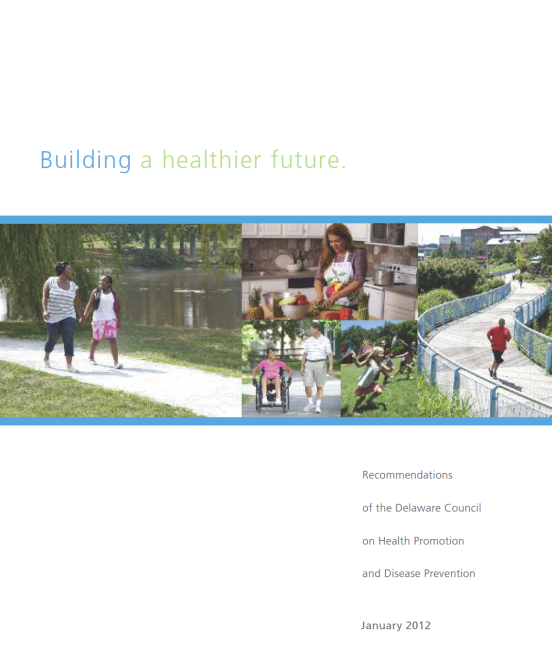 Building a healthier future.
Recommendations
of the Delaware Council
on Health Promotion
and Disease Prevention
January 2012